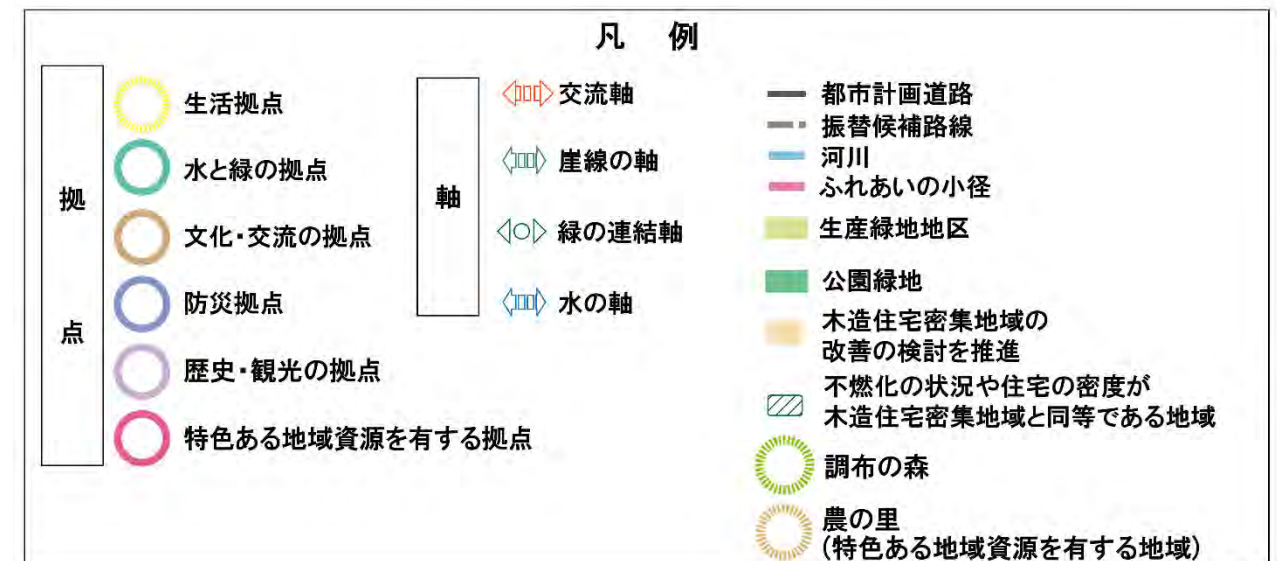 凡 例
拠点
生活拠点
水と緑の拠点
文化・交流の拠点
防災拠点
歴史・観光の拠点
特色ある地域資源を有する拠点
軸
交流軸
崖線の軸
緑の連結軸
水の軸
都市計画道路
振替候補路線
河川
ふれあいの小径
生産緑地地区
公園緑地
木造住宅密集地域の
改善の検討を推進
不燃化の状況や住宅の密度が
木造住宅密集地域と同等である地域
調布の森
農の里
(特色ある地域資源を有する地域)